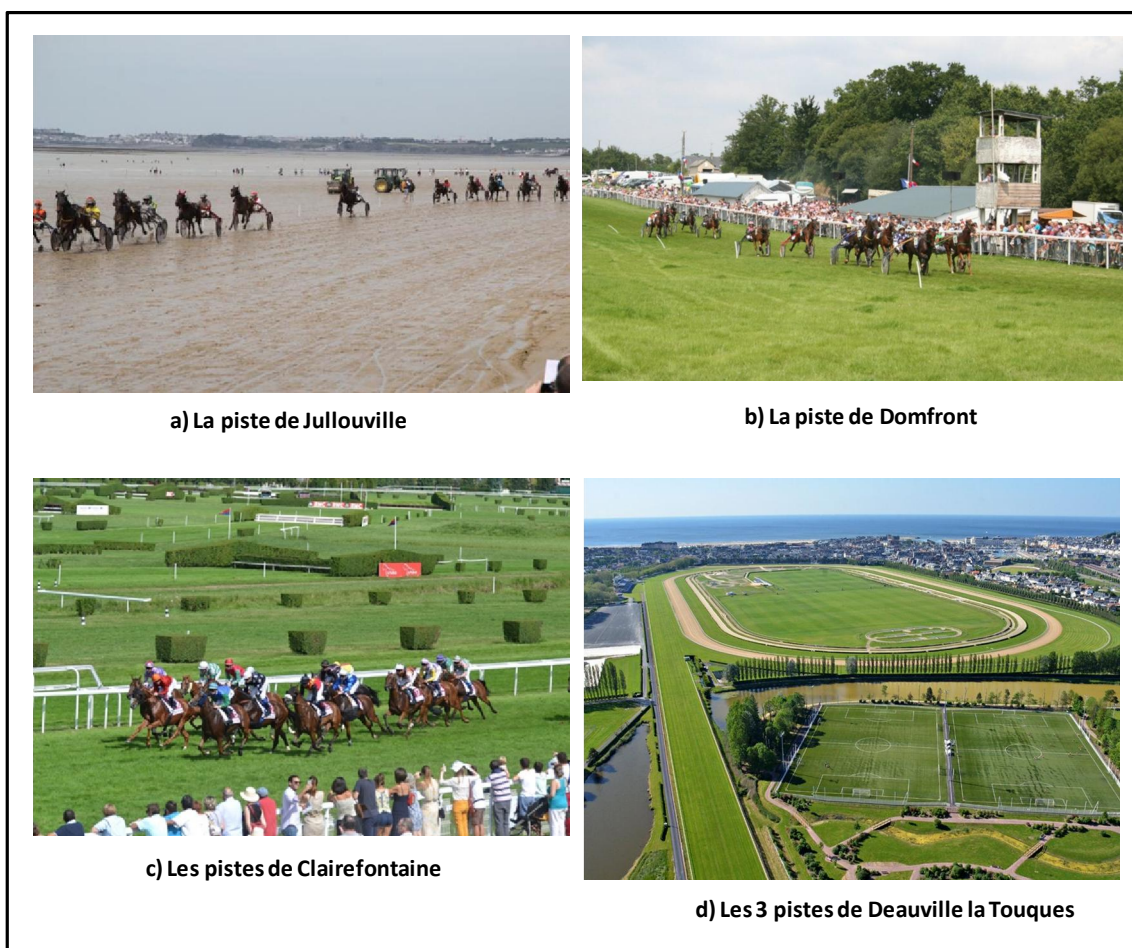 a) La piste de Jullouville
b) La piste de Domfront
c) Les pistes de Clairefontaine
d) Les 3 pistes de Deauville la Touques